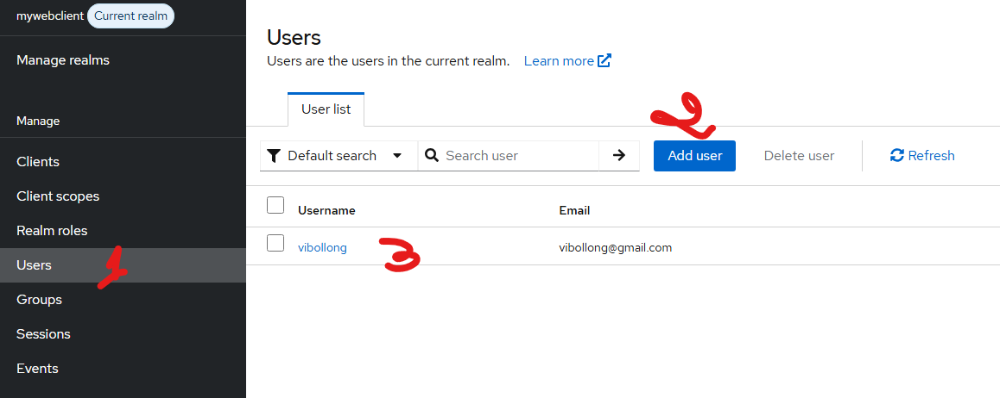 mywebclient Current realm
Manage realms
Manage
Clients
Client scopes
Realm roles
Users
1
Groups
Sessions
Events
Users
Users are the users in the current realm. Learn more
User list
2
Default search Search user Add user Delete user Refresh
Username Email
vibollong 3 vibollong@gmail.com